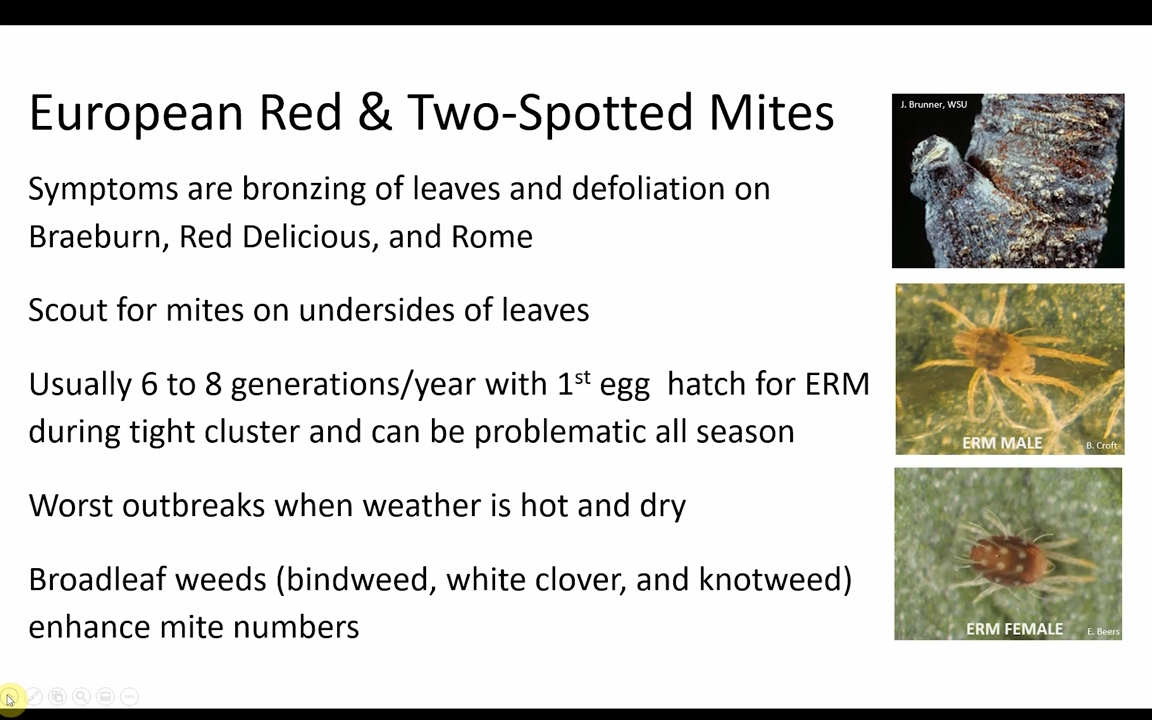 European Red & Two-Spotted Mites
J. Brunner, WSU
Symptoms are bronzing of leaves and defoliation on
Braeburn, Red Delicious, and Rome
Scout for mites on undersides of leaves
Usually 6 to 8 generations/year with 1st egg  hatch for ERM
during tight cluster and can be problematic all season
ERM MALE
B. Croft
Worst outbreaks when weather is hot and dry
Broadleaf weeds (bindweed, white clover, and knotweed)
enhance mite numbers
ERM FEMALE
E. Beers